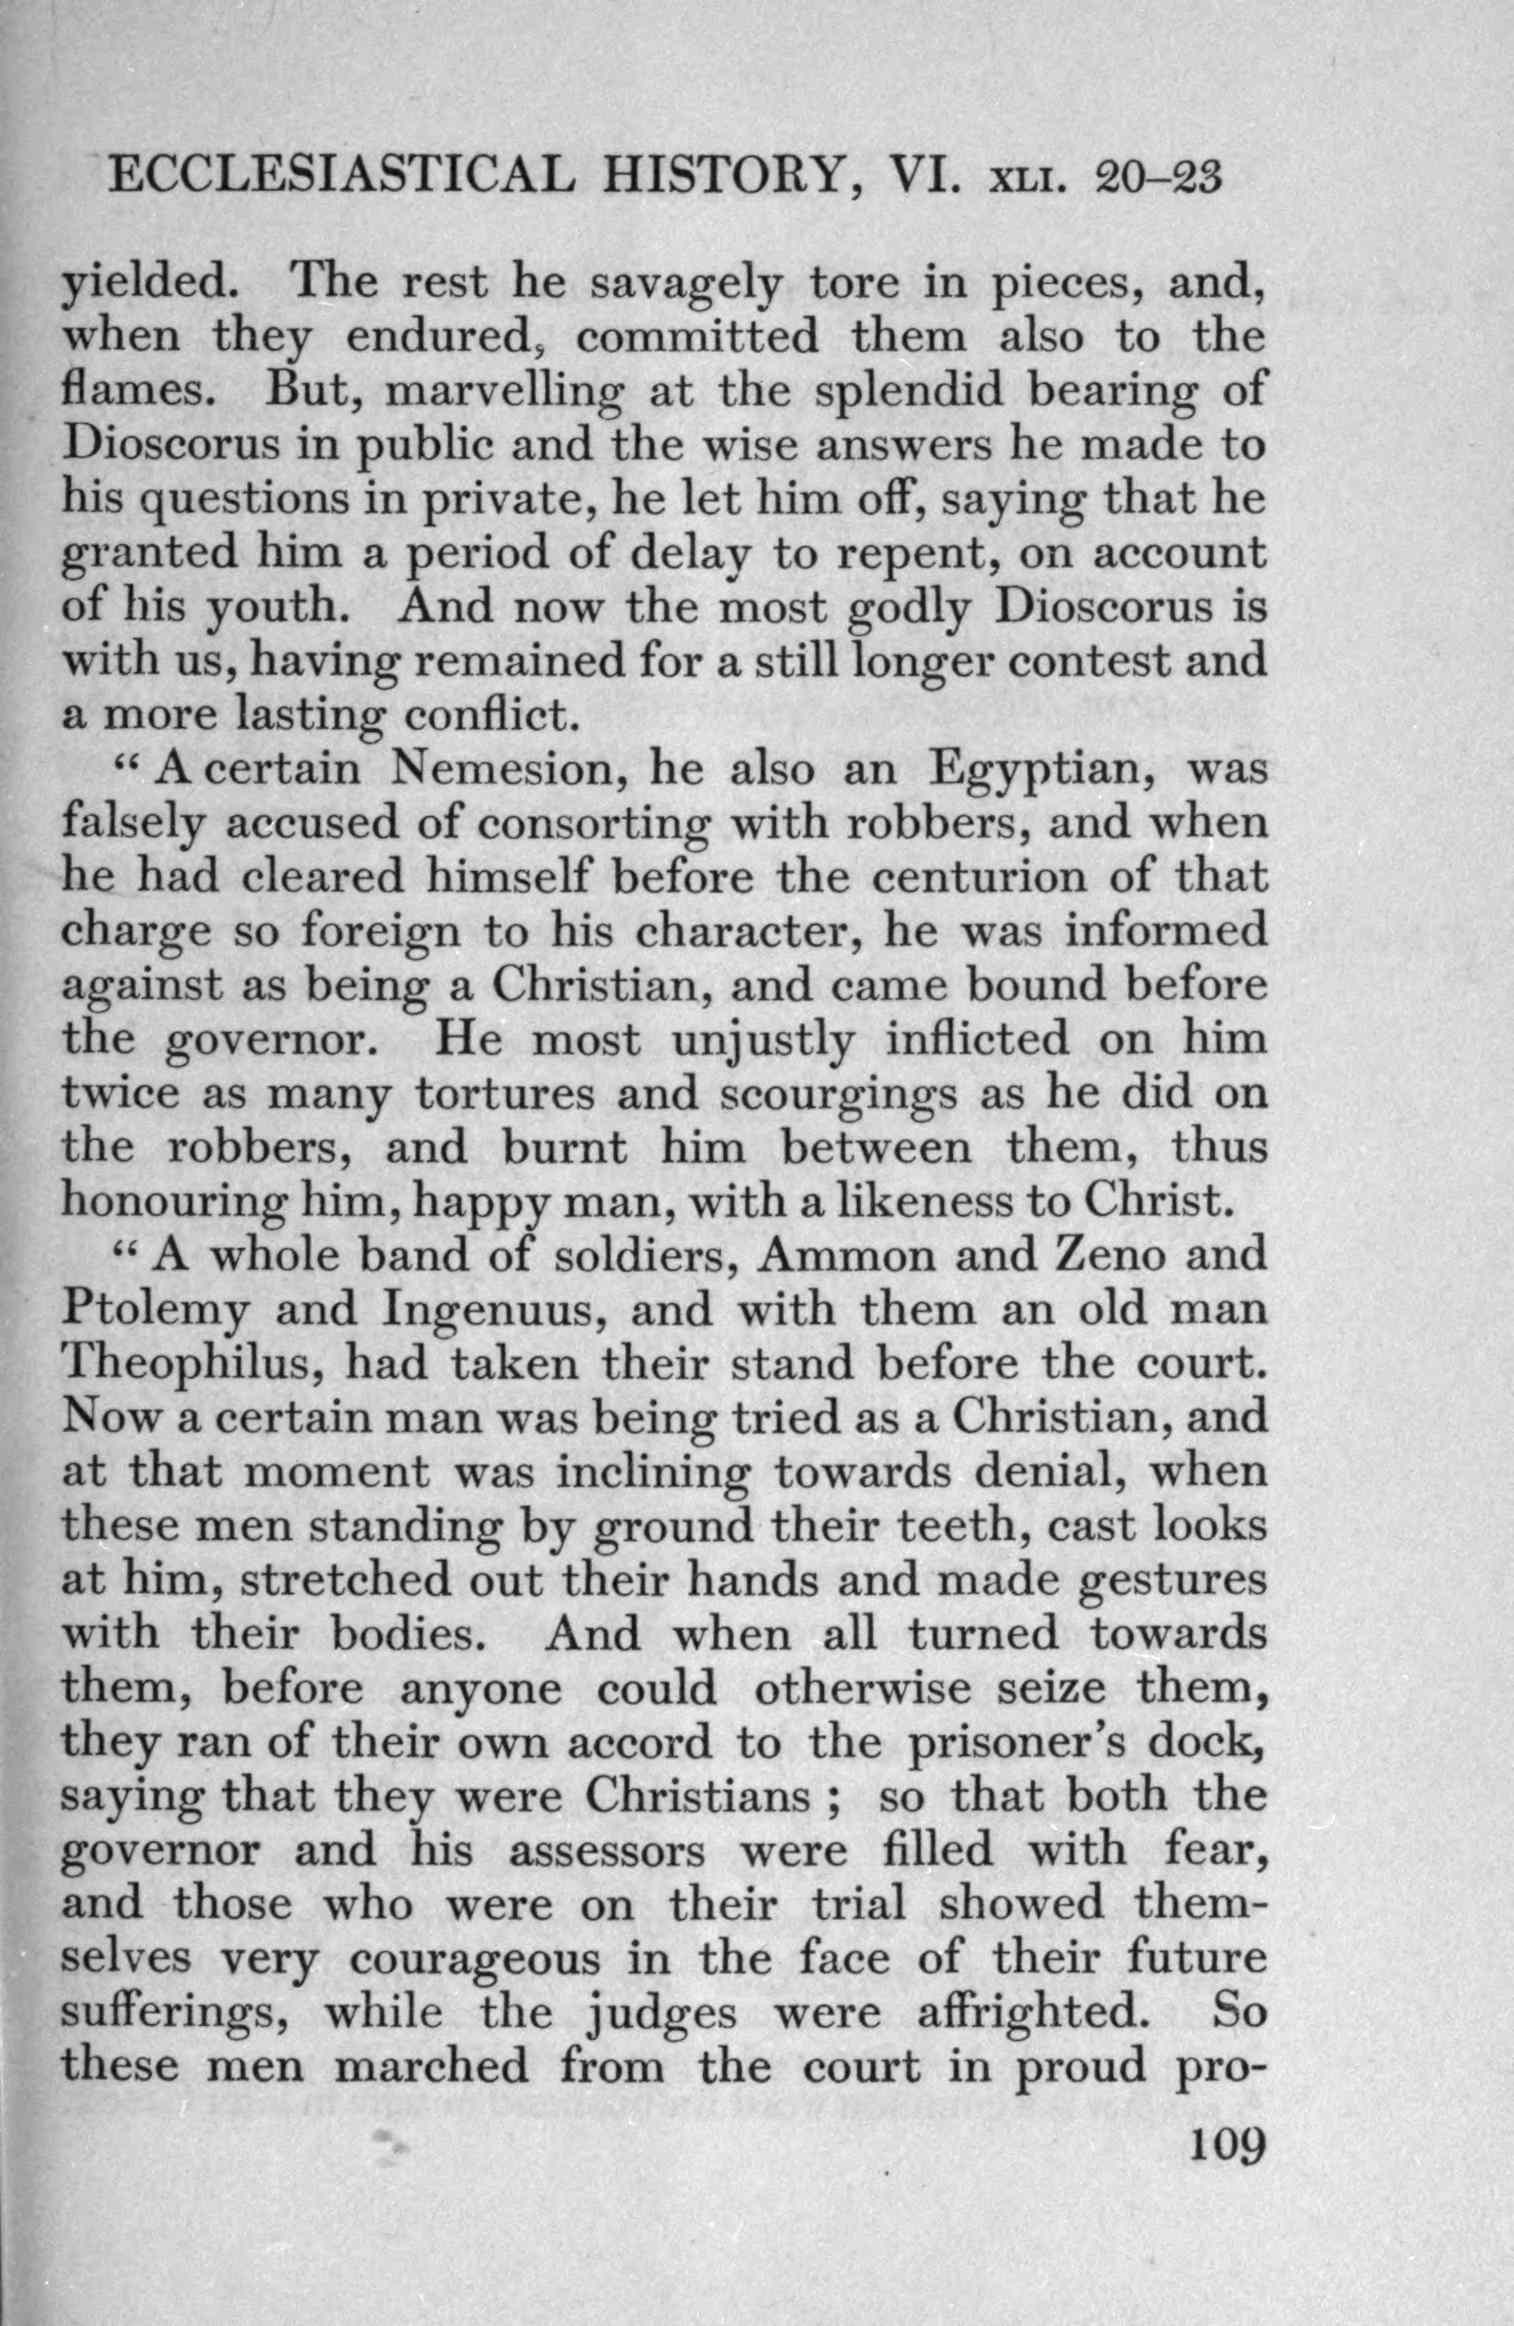 ECCLESIASTICAL HISTORY, VI. XLI. 20–23
yielded. The rest he savagely tore in pieces, and,
when they endured, committed them also to the
flames. But, marvelling at the splendid bearing of
Dioscorus in public and the wise answers he made to
his questions in private, he let him off, saying that he
granted him a period of delay to repent, on account
of his youth. And now the most godly Dioscorus is
with us, having remained for a still longer contest and
a more lasting conflict.
“ A certain Nemesion, he also an Egyptian, was
falsely accused of consorting with robbers, and when
he had cleared himself before the centurion of that
charge so foreign to his character, he was informed
against as being a Christian, and came bound before
the governor. He most unjustly inflicted on him
twice as many tortures and scourgings as he did on
the robbers, and burnt him between them, thus
honouring him, happy man, with a likeness to Christ.
“ A whole band of soldiers, Ammon and Zeno and
Ptolemy and Ingenuus, and with them an old man
Theophilus, had taken their stand before the court.
Now a certain man was being tried as a Christian, and
at that moment was inclining towards denial, when
these men standing by ground their teeth, cast looks
at him, stretched out their hands and made gestures
with their bodies. And when all turned towards
them, before anyone could otherwise seize them,
they ran of their own accord to the prisoner’s dock,
saying that they were Christians ; so that both the
governor and his assessors were filled with fear,
and those who were on their trial showed them-
selves very courageous in the face of their future
sufferings, while the judges were affrighted. So
these men marched from the court in proud pro-
109